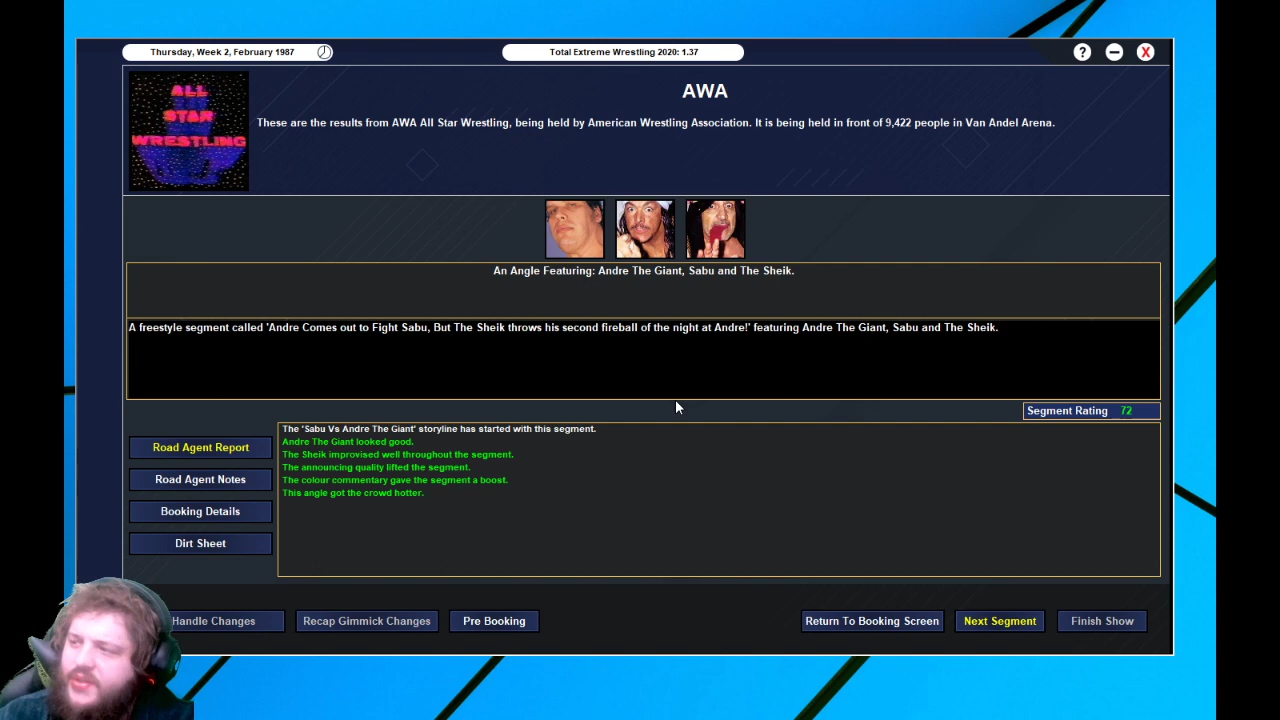 Thursday, Week 2, February 1987
Total Extreme Wrestling 2020: 1.37
?
X
ALL
STAR
WRESTLING
AWA
These are the results from AWA All Star Wrestling, being held by American Wrestling Association. It is being held in front of 9,422 people in Van Andel Arena.
An Angle Featuring: Andre The Giant, Sabu and The Sheik.
A freestyle segment called 'Andre Comes out to Fight Sabu, But The Sheik throws his second fireball of the night at Andre!' featuring Andre The Giant, Sabu and The Sheik.
Segment Rating 72
Road Agent Report
Road Agent Notes
Booking Details
Dirt Sheet
The 'Sabu Vs Andre The Giant' storyline has started with this segment.
Andre The Giant looked good.
The Sheik improvised well throughout the segment.
The announcing quality lifted the segment.
The colour commentary gave the segment a boost.
This angle got the crowd hotter.
Handle Changes
Recap Gimmick Changes
Pre Booking
Return To Booking Screen
Next Segment
Finish Show